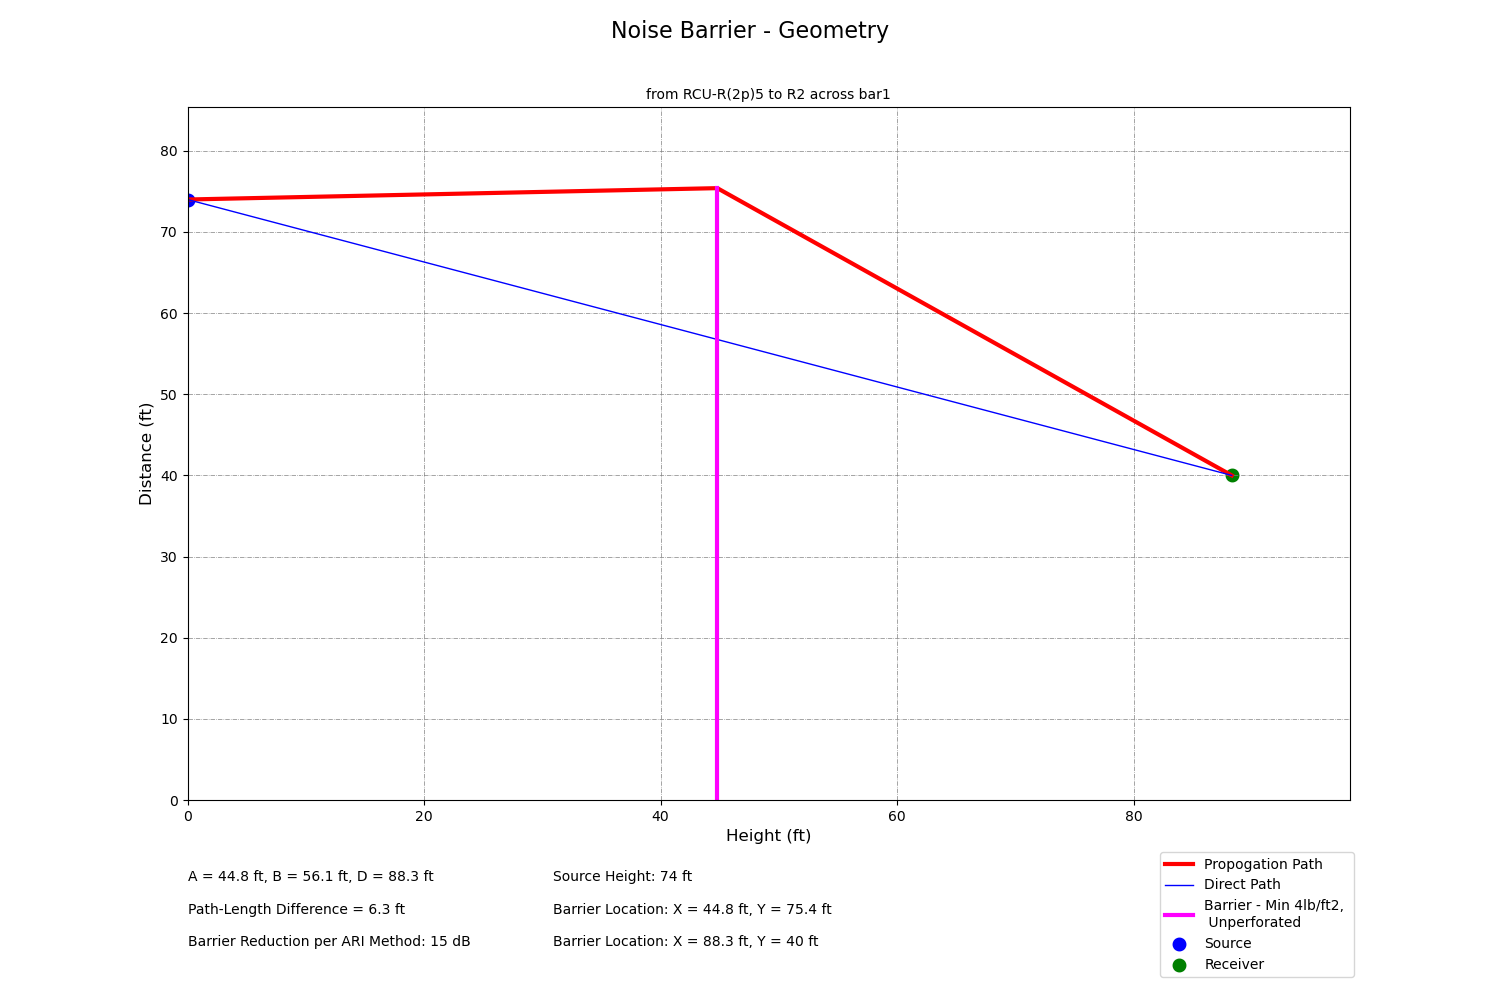 Noise Barrier - Geometry
from RCU-R(2p)5 to R2 across bar1
80
70
60
50
40
30
20
10
0
Distance (ft)
0 20 40 60 80
Height (ft)
A = 44.8 ft, B = 56.1 ft, D = 88.3 ft
Path-Length Difference = 6.3 ft
Barrier Reduction per ARI Method: 15 dB
Source Height: 74 ft
Barrier Location: X = 44.8 ft, Y = 75.4 ft
Barrier Location: X = 88.3 ft, Y = 40 ft
Propogation Path
Direct Path
Barrier - Min 4lb/ft2,
Unperforated
Source
Receiver